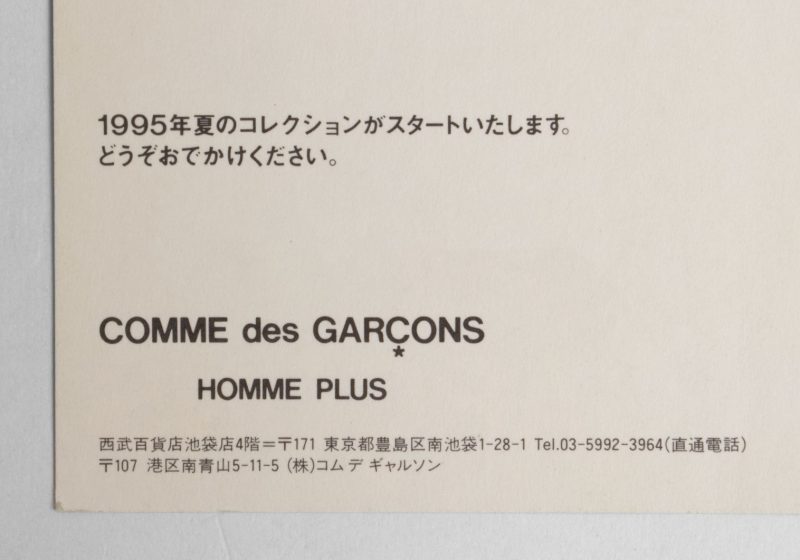 1995年夏のコレクションがスタートいたします。
どうぞおでかけください。
COMME des GARÇONS
HOMME PLUS
西武百貨店池袋店4階＝〒171 東京都豊島区南池袋1-28-1 Tel.03-5992-3964(直通電話)
〒107 港区南青山5-11-5 (株)コム デ ギャルソン